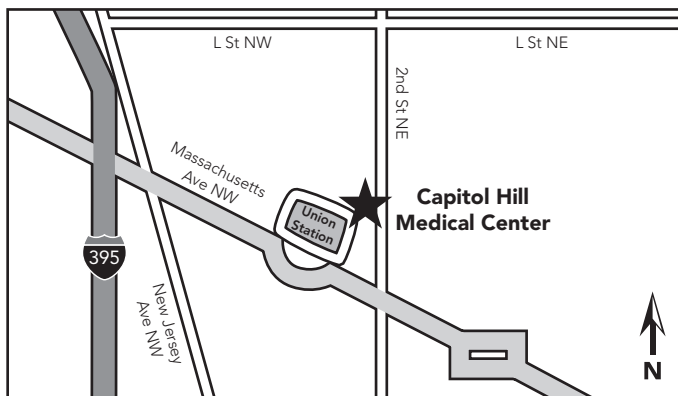 L St NW
L St NE
2nd St NE
Massachusetts
Ave NW
Union
Station
Capitol Hill
Medical Center
395
New Jersey
Ave NW
N